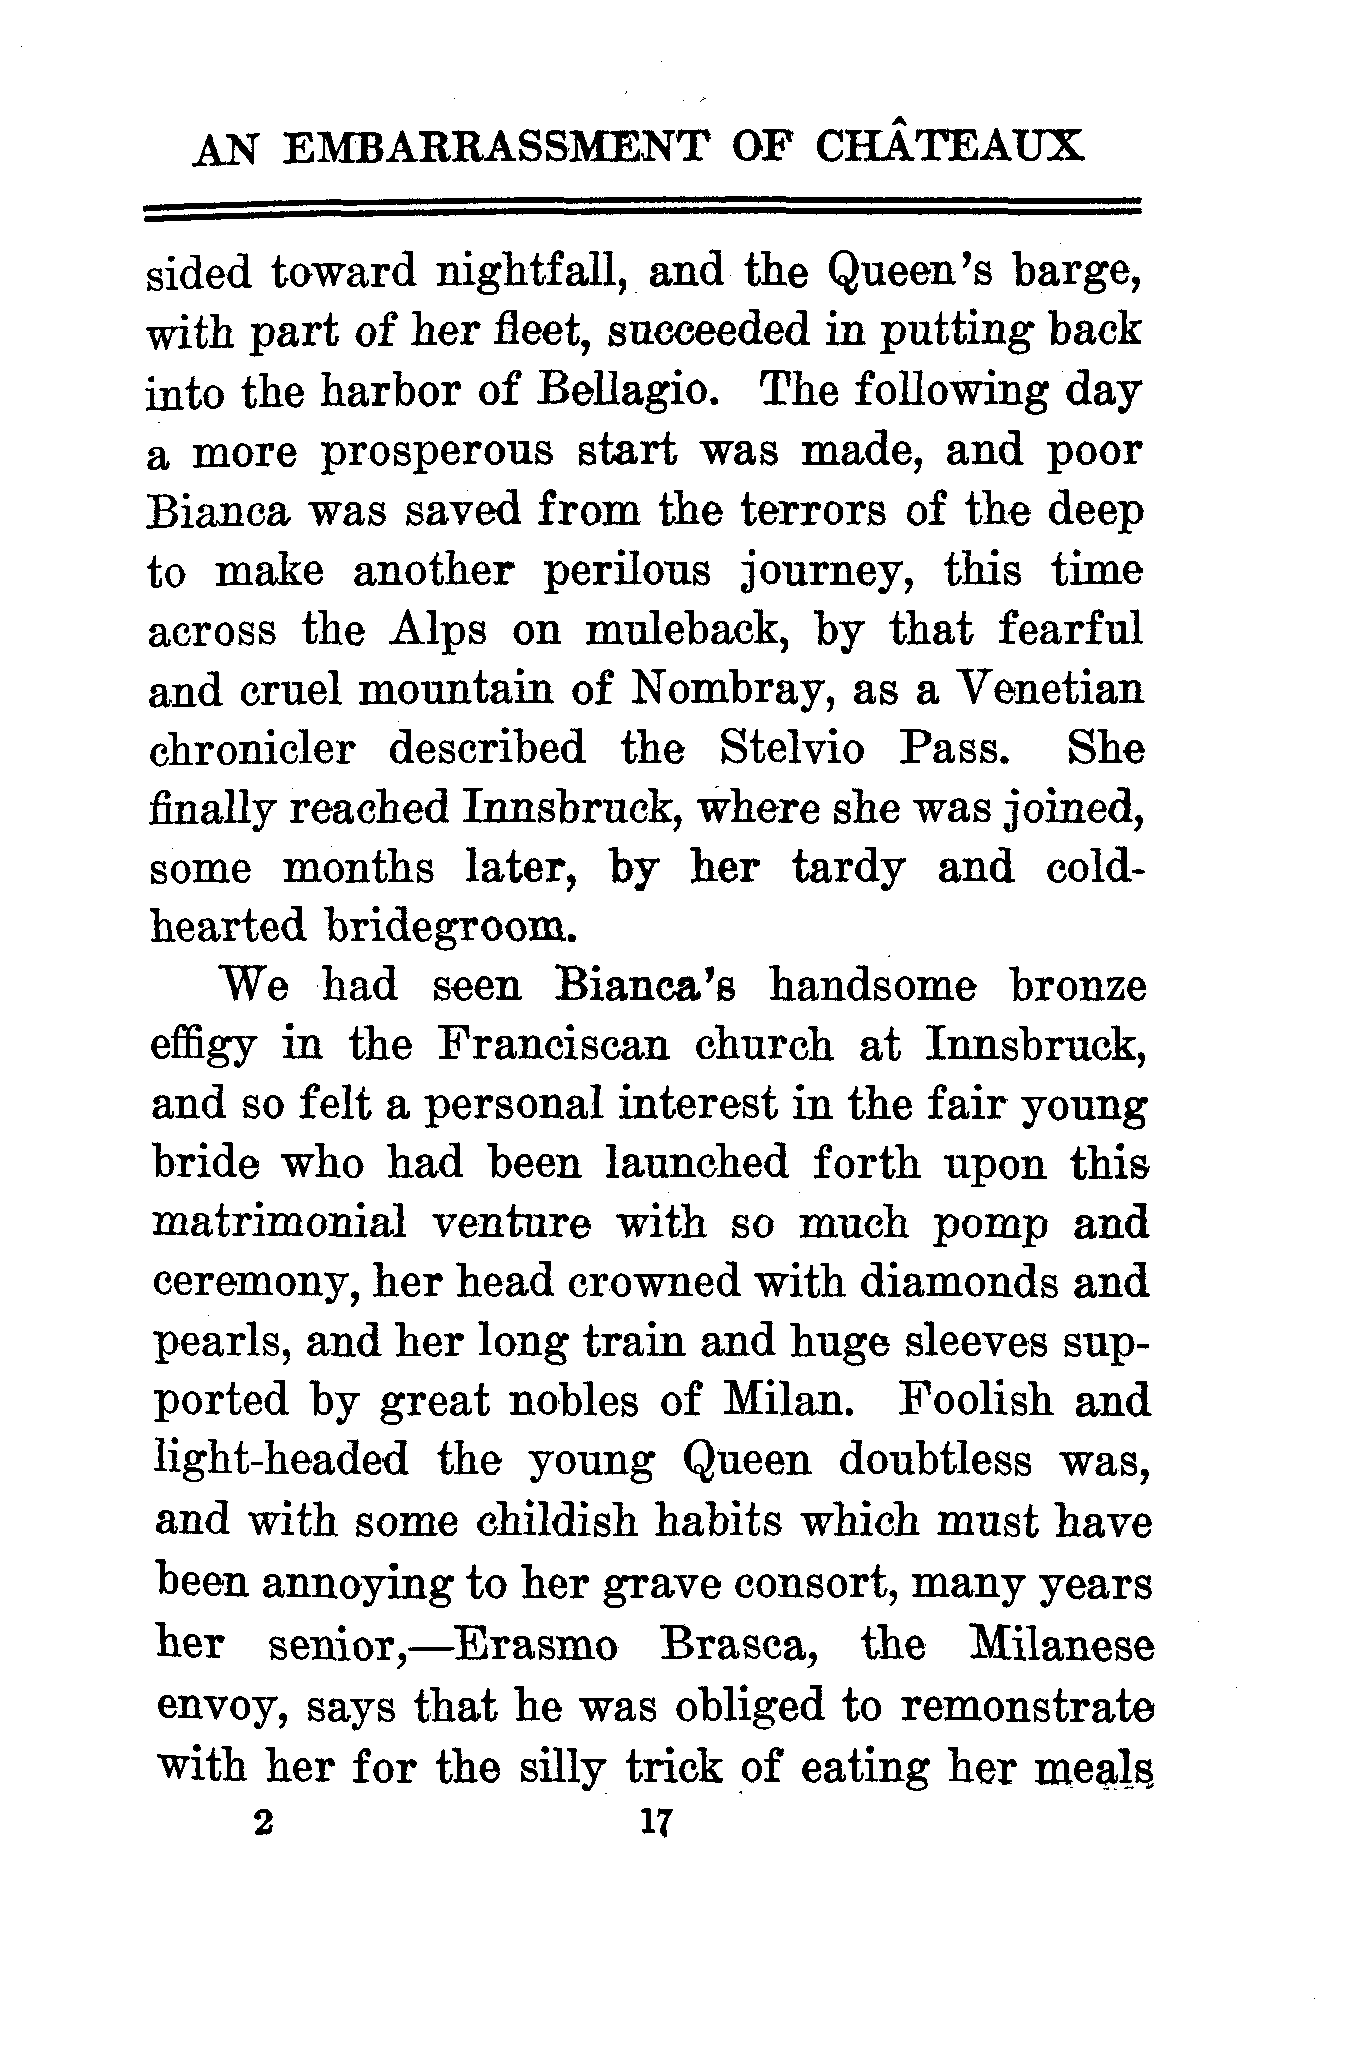 AN EMBARRASSMENT OF CHÂTEAUX
sided toward nightfall, and the Queen's barge,
with part of her fleet, succeeded in putting back
into the harbor of Bellagio. The following day
a more prosperous start was made, and poor
Bianca was saved from the terrors of the deep
to make another perilous journey, this time
across the Alps on muleback, by that fearful
and cruel mountain of Nombray, as a Venetian
chronicler described the Stelvio Pass. She
finally reached Innsbruck, where she was joined,
some months later, by her tardy and cold-
hearted bridegroom.
We had seen Bianca's handsome bronze
effigy in the Franciscan church at Innsbruck,
and so felt a personal interest in the fair young
bride who had been launched forth upon this
matrimonial venture with so much pomp and
ceremony, her head crowned with diamonds and
pearls, and her long train and huge sleeves sup-
ported by great nobles of Milan. Foolish and
light-headed the young Queen doubtless was,
and with some childish habits which must have
been annoying to her grave consort, many years
her senior,—Erasmo Brasca, the Milanese
envoy, says that he was obliged to remonstrate
with her for the silly trick of eating her meals
2 17